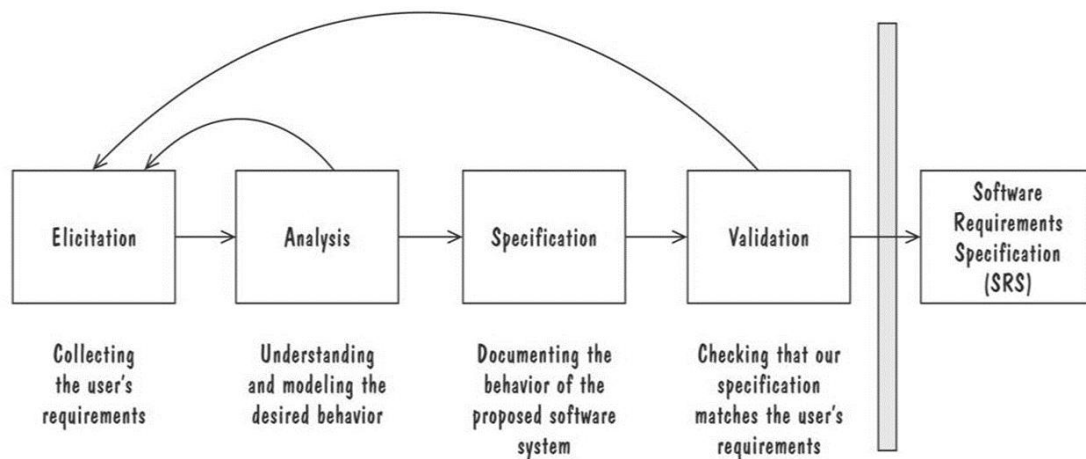 Elicitation
Analysis
Specification
Validation
Software
Requirements
Specification
(SRS)
Collecting
the user's
requirements
Understanding
and modeling the
desired behavior
Documenting the
behavior of the
proposed software
system
Checking that our
specification
matches the user's
requirements